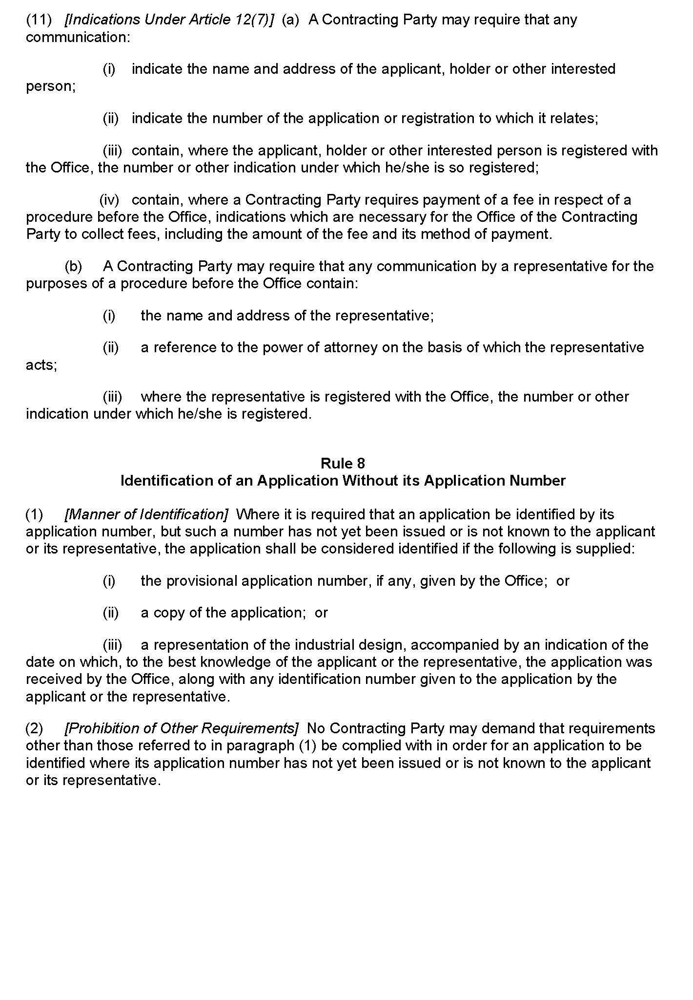 (11) [Indications Under Article 12(7)] (a) A Contracting Party may require that any
communication:
(i) indicate the name and address of the applicant, holder or other interested
person;
(ii) indicate the number of the application or registration to which it relates;
(iii) contain, where the applicant, holder or other interested person is registered with
the Office, the number or other indication under which he/she is so registered;
(iv) contain, where a Contracting Party requires payment of a fee in respect of a
procedure before the Office, indications which are necessary for the Office of the Contracting
Party to collect fees, including the amount of the fee and its method of payment.
(b) A Contracting Party may require that any communication by a representative for the
purposes of a procedure before the Office contain:
(i) the name and address of the representative;
(ii) a reference to the power of attorney on the basis of which the representative
acts;
(iii) where the representative is registered with the Office, the number or other
indication under which he/she is registered.
Rule 8
Identification of an Application Without its Application Number
(1) [Manner of Identification] Where it is required that an application be identified by its
application number, but such a number has not yet been issued or is not known to the applicant
or its representative, the application shall be considered identified if the following is supplied:
(i) the provisional application number, if any, given by the Office; or
(ii) a copy of the application; or
(iii) a representation of the industrial design, accompanied by an indication of the
date on which, to the best knowledge of the applicant or the representative, the application was
received by the Office, along with any identification number given to the application by the
applicant or the representative.
(2) [Prohibition of Other Requirements] No Contracting Party may demand that requirements
other than those referred to in paragraph (1) be complied with in order for an application to be
identified where its application number has not yet been issued or is not known to the applicant
or its representative.